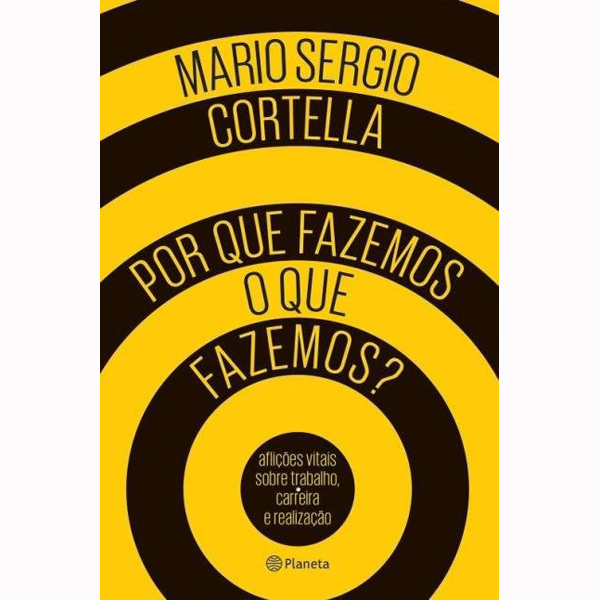 MARIO SERGIO
CORTELLA
POR QUE FAZEMOS
O QUE
FAZEMOS?
aflições vitais
sobre trabalho,
carreira
e realização
Planeta